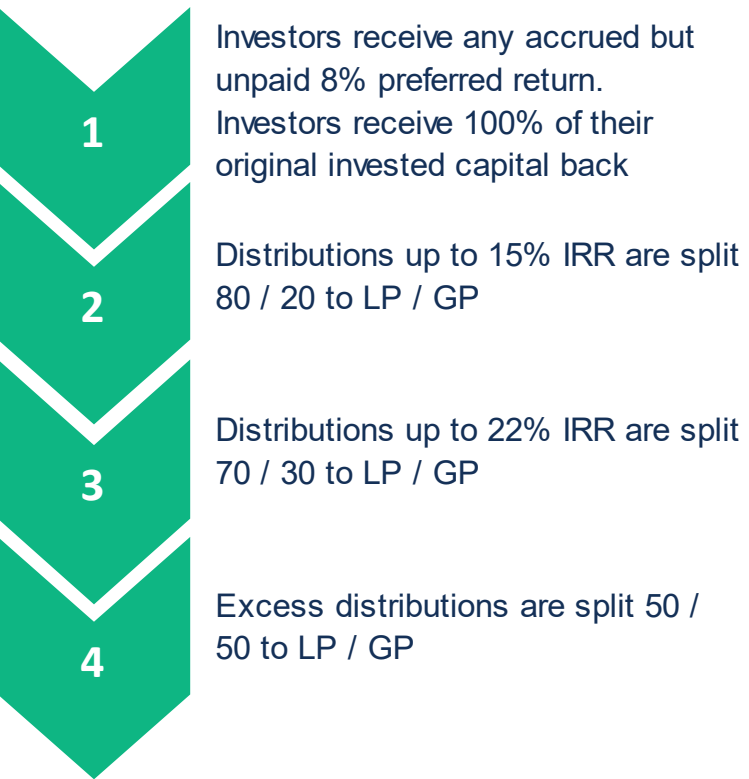 1
Investors receive any accrued but
unpaid 8% preferred return.
Investors receive 100% of their
original invested capital back
2
Distributions up to 15% IRR are split
80 / 20 to LP / GP
3
Distributions up to 22% IRR are split
70 / 30 to LP / GP
4
Excess distributions are split 50 /
50 to LP / GP